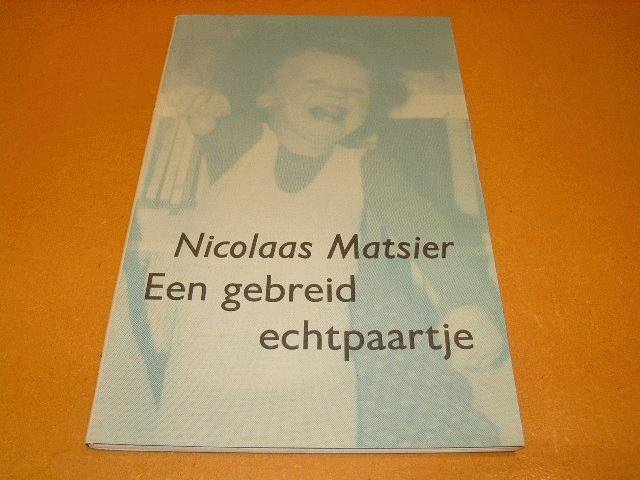 Nicolaas Matsier
Een gebreid
echtpaartje